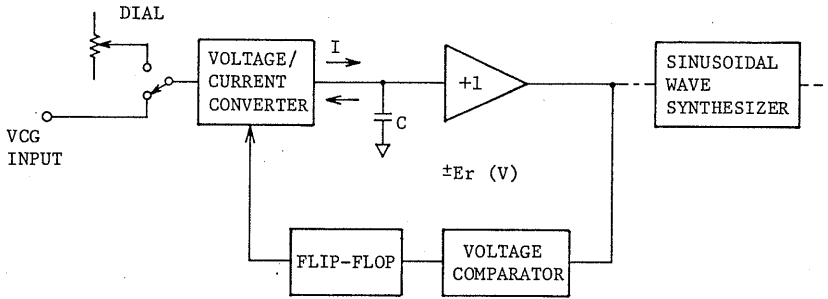 DIAL
VOLTAGE/
CURRENT
CONVERTER
I
+1
SINUSOIDAL
WAVE
SYNTHESIZER
C
VCG
INPUT
±Er (V)
FLIP-FLOP
VOLTAGE
COMPARATOR